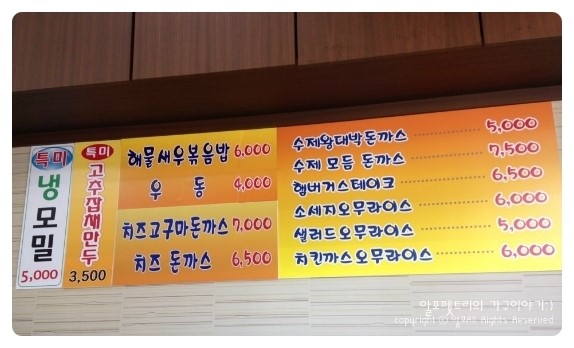 특미
냉모밀
5,000
특미
고추잡채만두
3,500
해물새우볶음밥 6,000
우 동 4,000
치즈고구마돈까스 7,000
치즈 돈까스 6,500
수제왕대박돈까스 5,000
수제 모듬 돈까스 7,500
햄버거스테이크 6,500
소세지오무라이스 6,500
샐러드오무라이스 5,000
치킨까스오무라이스 6,000
copyright ⓒ All Rights Reserved